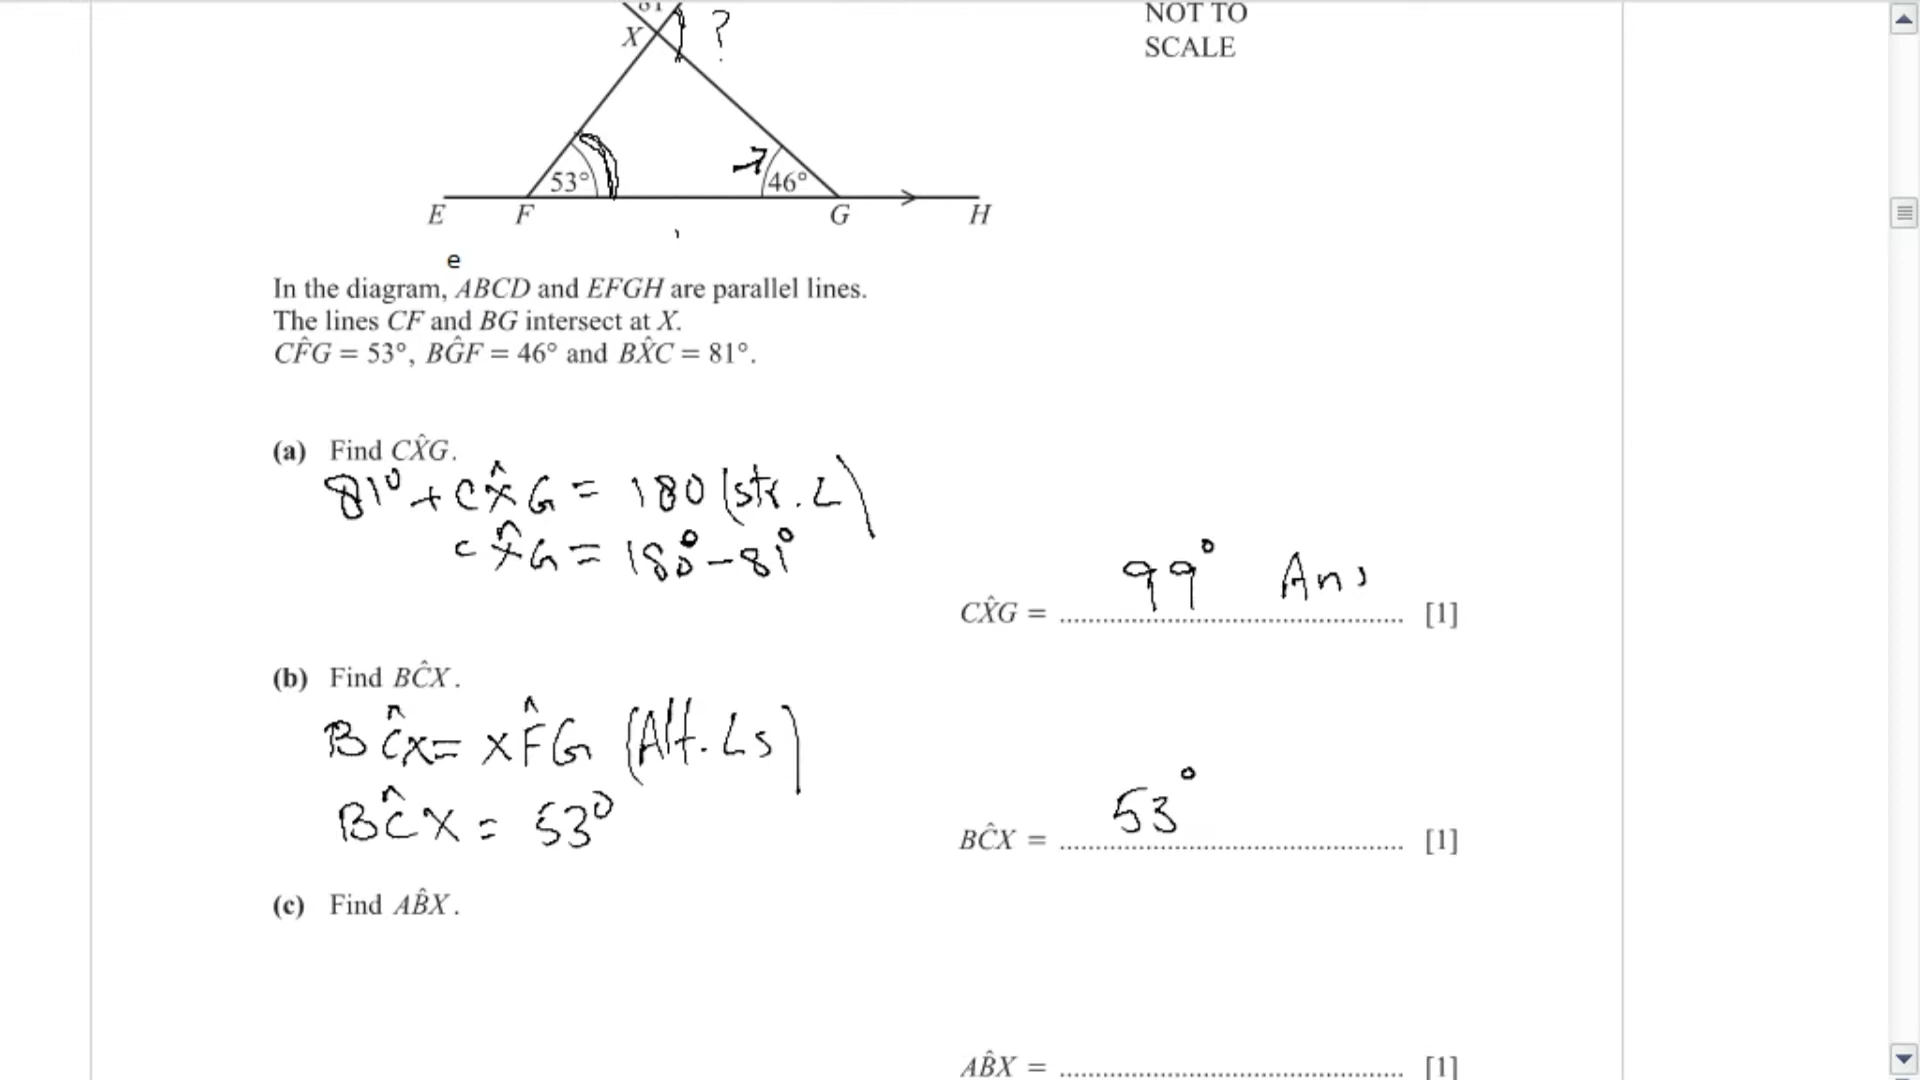 81
NOT TO
SCALE
X
?
53°
46°
E F G H
e
In the diagram, ABCD and EFGH are parallel lines.
The lines CF and BG intersect at X.
CF̂G = 53°, BĜF = 46° and BX̂C = 81°.
(a) Find CX̂G.
81° + CX̂G = 180 (str. L)
CX̂G = 180° - 81°
99° Ans
CX̂G = ................................................ [1]
(b) Find BĈX.
BĈX = XF̂G (Alt. Ls)
BĈX = 53°
53°
BĈX = ................................................ [1]
(c) Find AB̂X.
AB̂X = ................................................ [1]